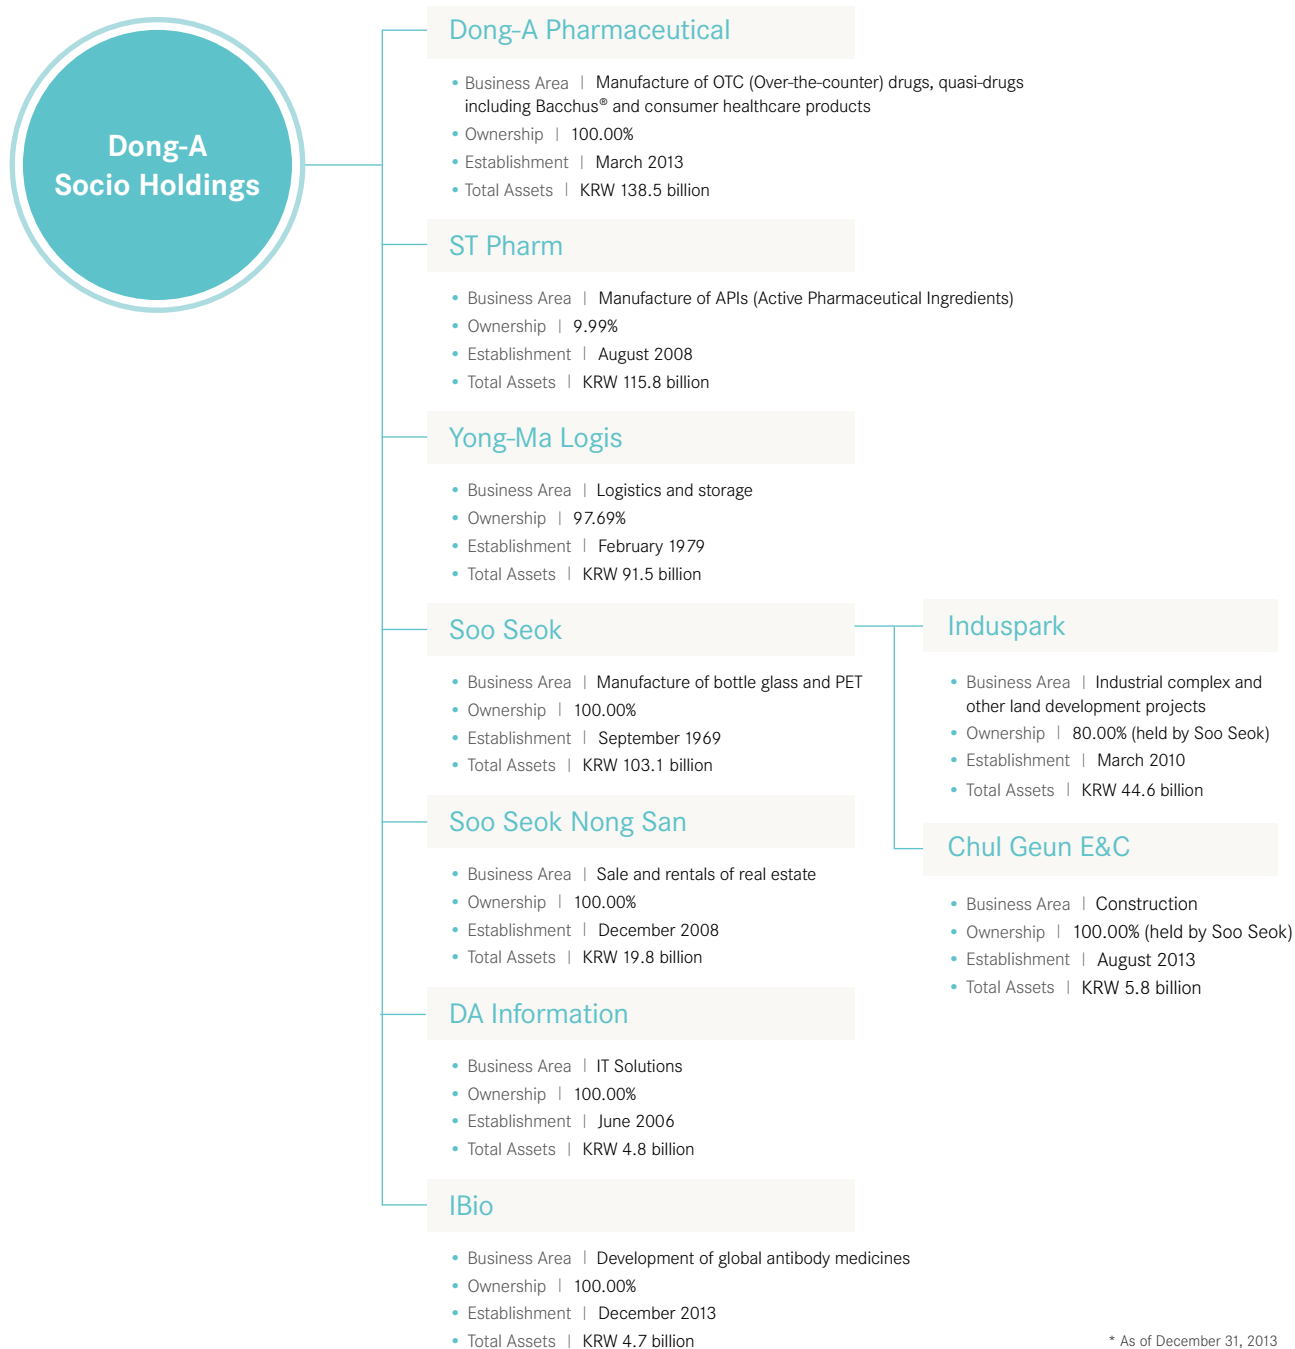 Dong-A
Socio Holdings
Dong-A Pharmaceutical
• Business Area | Manufacture of OTC (Over-the-counter) drugs, quasi-drugs
including Bacchus® and consumer healthcare products
• Ownership | 100.00%
• Establishment | March 2013
• Total Assets | KRW 138.5 billion
ST Pharm
• Business Area | Manufacture of APIs (Active Pharmaceutical Ingredients)
• Ownership | 9.99%
• Establishment | August 2008
• Total Assets | KRW 115.8 billion
Yong-Ma Logis
• Business Area | Logistics and storage
• Ownership | 97.69%
• Establishment | February 1979
• Total Assets | KRW 91.5 billion
Soo Seok
• Business Area | Manufacture of bottle glass and PET
• Ownership | 100.00%
• Establishment | September 1969
• Total Assets | KRW 103.1 billion
Induspark
• Business Area | Industrial complex and
other land development projects
• Ownership | 80.00% (held by Soo Seok)
• Establishment | March 2010
• Total Assets | KRW 44.6 billion
Chul Geun E&C
• Business Area | Construction
• Ownership | 100.00% (held by Soo Seok)
• Establishment | August 2013
• Total Assets | KRW 5.8 billion
Soo Seok Nong San
• Business Area | Sale and rentals of real estate
• Ownership | 100.00%
• Establishment | December 2008
• Total Assets | KRW 19.8 billion
DA Information
• Business Area | IT Solutions
• Ownership | 100.00%
• Establishment | June 2006
• Total Assets | KRW 4.8 billion
IBio
• Business Area | Development of global antibody medicines
• Ownership | 100.00%
• Establishment | December 2013
• Total Assets | KRW 4.7 billion
* As of December 31, 2013